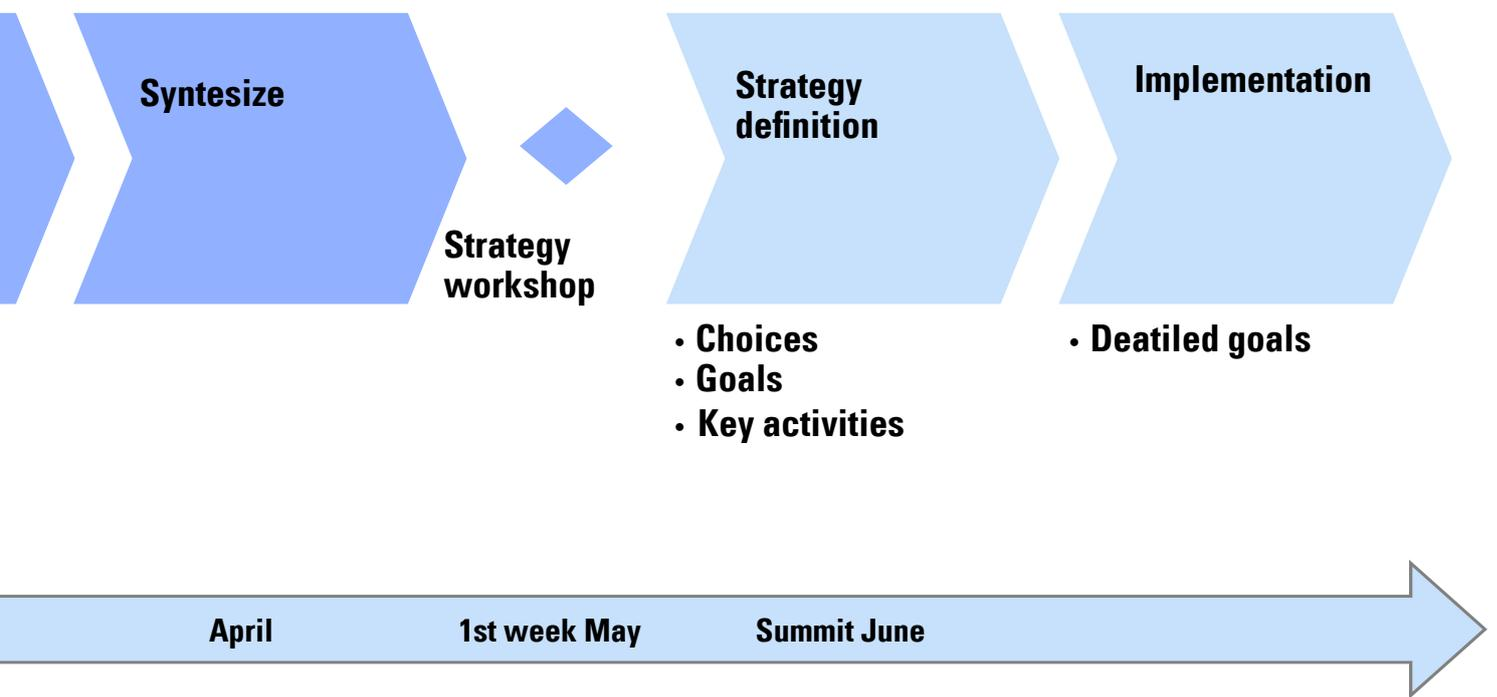 Syntesize
Strategy
workshop
Strategy
definition
• Choices
• Goals
• Key activities
Implementation
• Deatiled goals
April
1st week May
Summit June